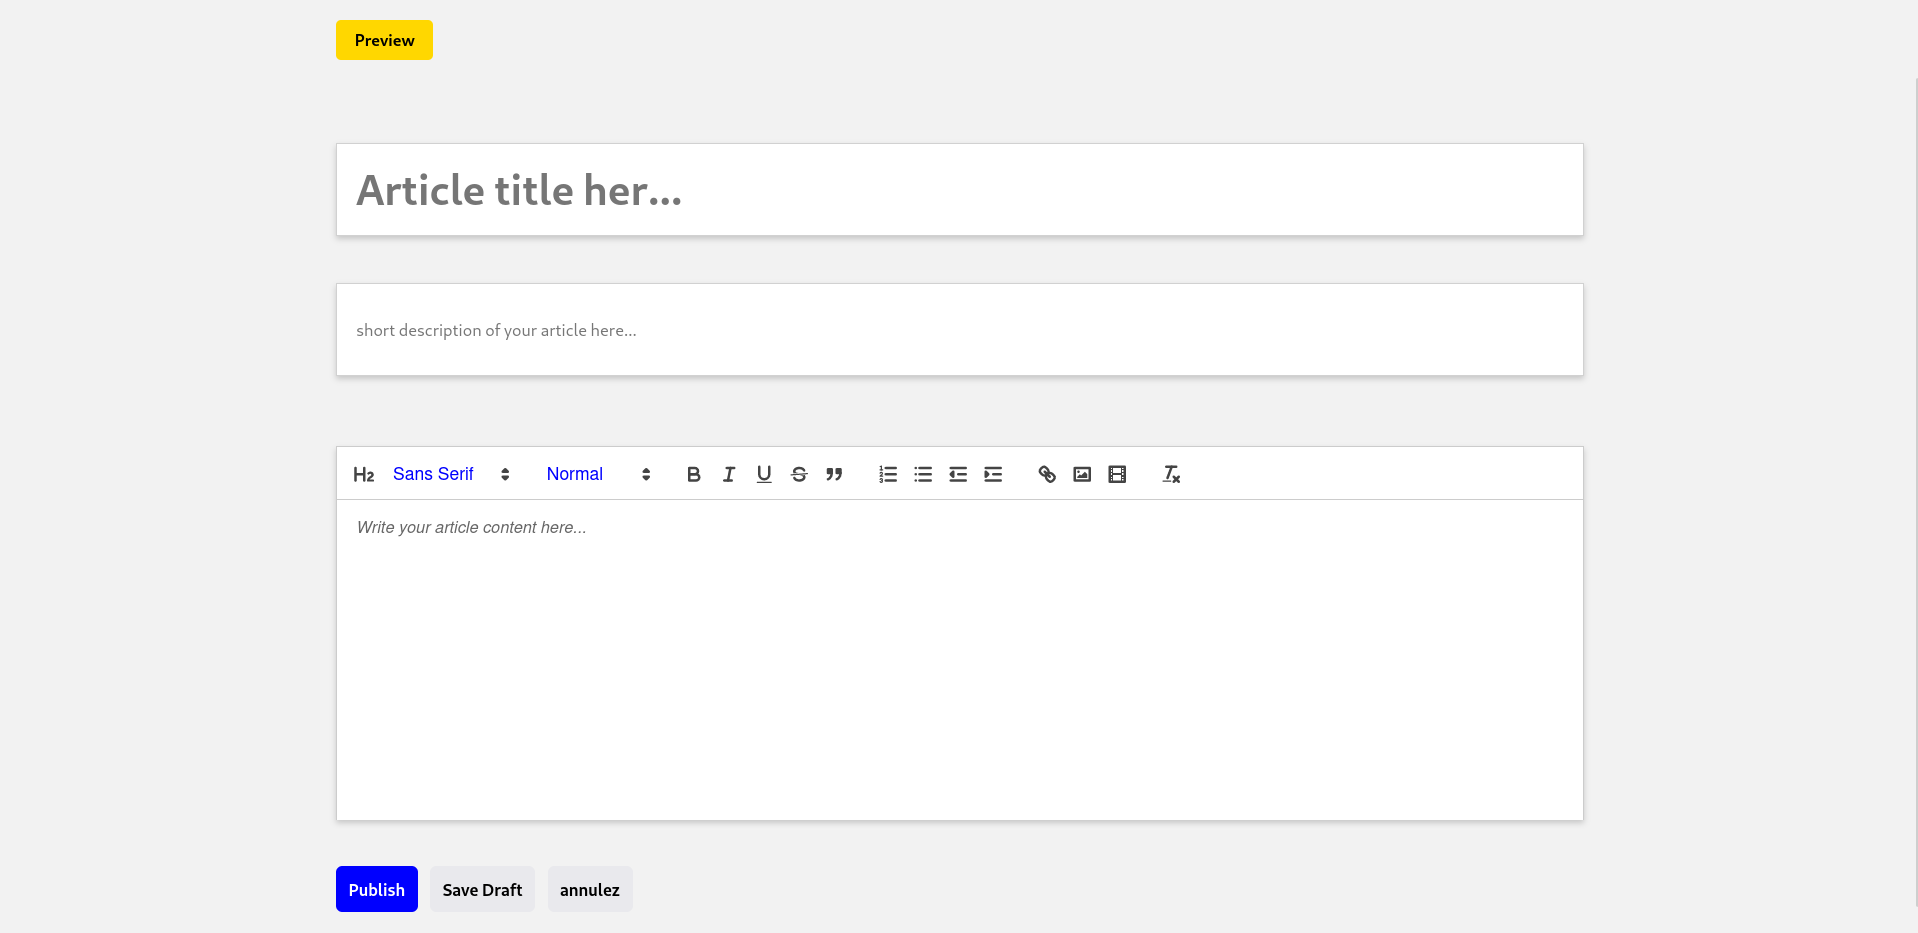 Preview
Article title her...
short description of your article here...
H2 Sans Serif Normal B I U S
Write your article content here...
Publish Save Draft annulez